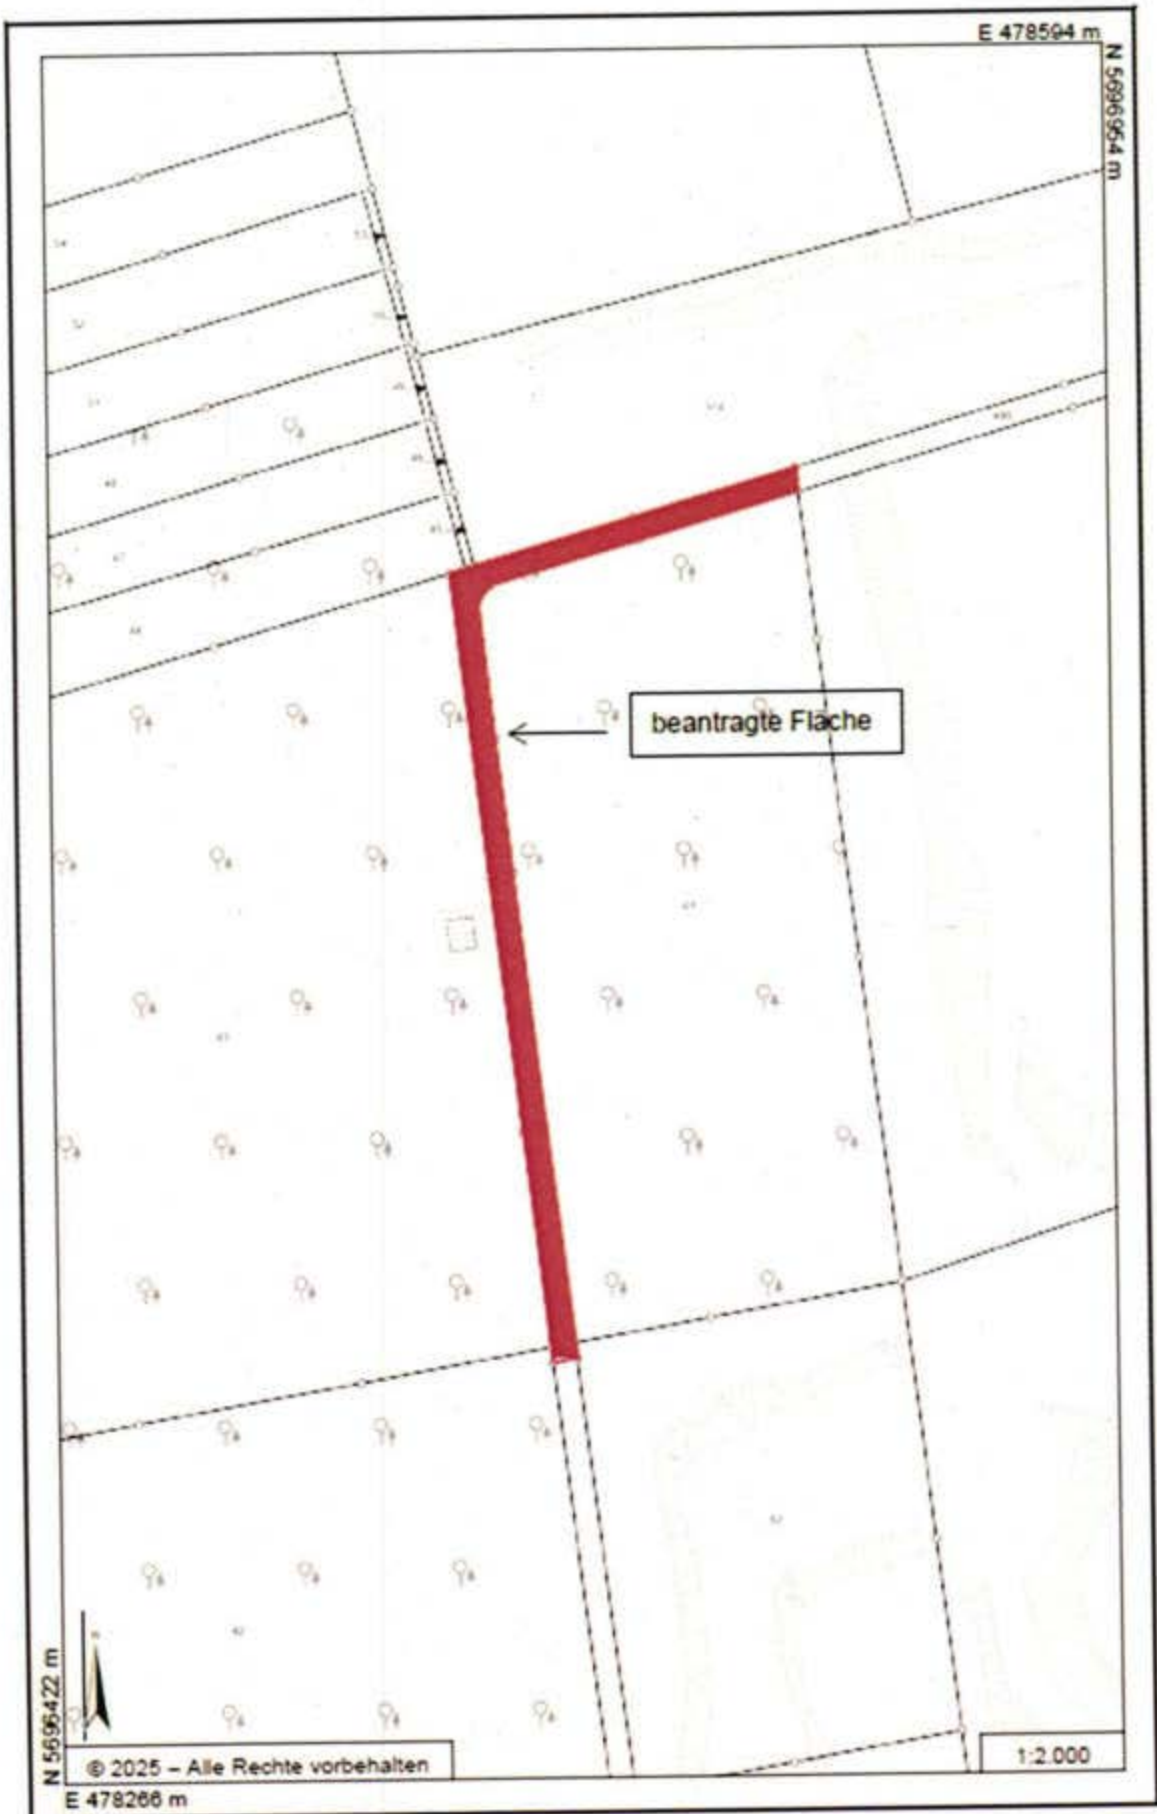 E 478594 m
N 5696954 m
beantragte Fläche
N 5696422 m
© 2025 – Alle Rechte vorbehalten
1:2.000
E 478266 m